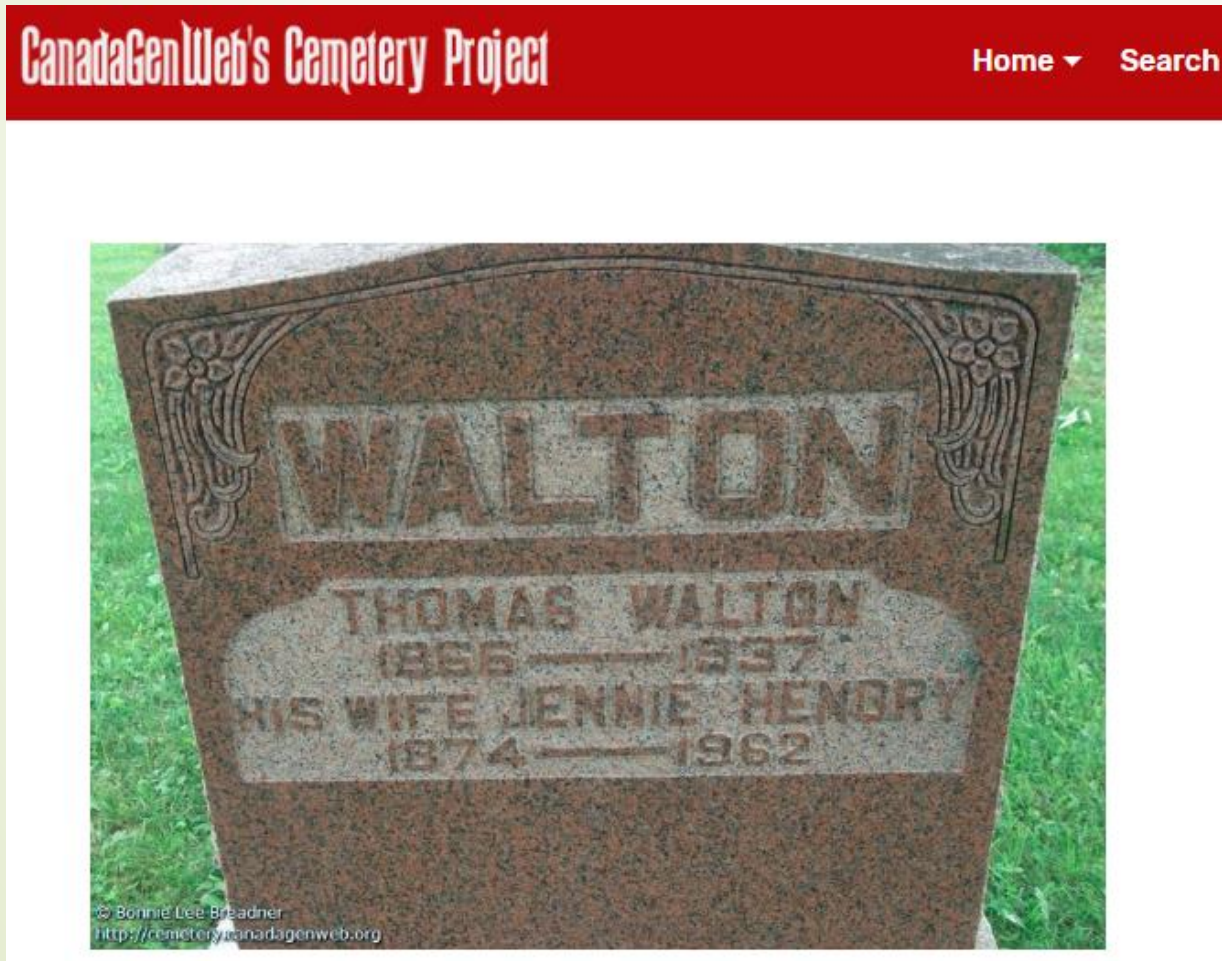 CanadaGenWeb's Cemetery Project
Home Search
WALTON
THOMAS WALTON
1866 — 1937
HIS WIFE JENNIE HENDRY
1874 — 1962
© Bonnie Lee Breadner
http://cemetery.canadagenweb.org